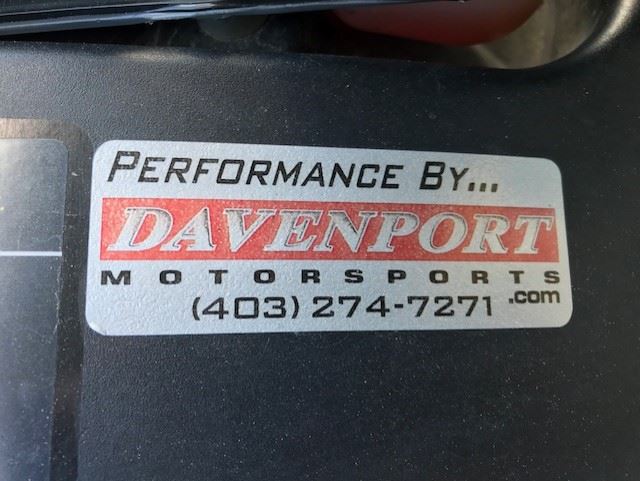 PERFORMANCE BY...
DAVENPORT
MOTORSPORTS
.com
(403) 274-7271